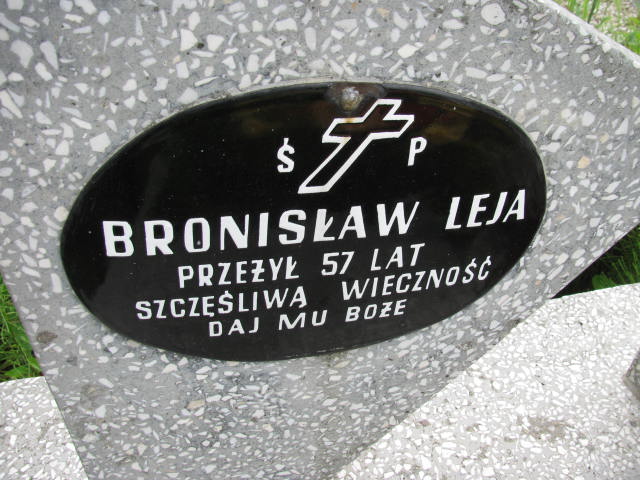 Ś P
BRONISŁAW LEJA
PRZEŻYŁ 57 LAT
SZCZĘŚLIWĄ WIECZNOŚĆ
DAJ MU BOŻE